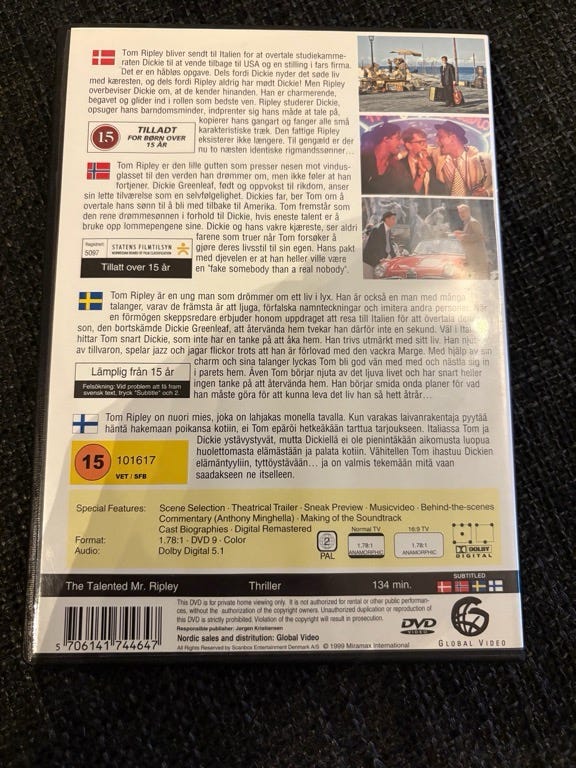 Tom Ripley bliver sendt til Italien for at overtale studiekamme-
raten Dickie til at vende tilbage til USA og en stilling i fars firma.
Det er en håbløs opgave. Dels fordi Dickie nyder det søde liv
med kæresten, og dels fordi Ripley aldrig har mødt Dickie! Men Ripley
overbeviser Dickie om, at de kender hinanden. Han er charmerende,
begavet og glider ind i rollen som bedste ven. Ripley studerer Dickie,
opsuger hans barndomsminder, indprenter sig hans måde at tale på,
kopierer hans gangart og fanger alle små
karakteristiske træk. Den fattige Ripley
eksisterer ikke længere. Til gengæld er der
nu to næsten identiske rigmandssønner...
15 TILLADT
FOR BØRN OVER
15 ÅR
Tom Ripley er den lille gutten som presser nesen mot vindus-
glasset til den verden han drømmer om, men ikke føler at han
fortjener. Dickie Greenleaf, født og oppvokst til rikdom, anser
sin lette tilværelse som en selvfølgelighet. Dickies far, ber Tom om å
overtale hans sønn til å bli med tilbake til Amerika. Tom fremstår som
den rene drømmesønnen i forhold til Dickie, hvis eneste talent er å
bruke opp lommepengene sine. Dickie og hans vakre kjæreste, ser aldri
farene som truer når Tom forsøker å
gjøre deres livsstil til sin egen. Hans pakt
med djevelen er at han heller ville være
en "fake somebody than a real nobody".
Registrert
5097
STATENS FILMTILSYN
NORWEGIAN BOARD OF FILM CLASSIFICATION
Tillatt over 15 år
Tom Ripley är en ung man som drömmer om ett liv i lyx. Han är också en man med många
talanger, varav de främsta är att ljuga, förfalska namnteckningar och imitera andra personer. När
en förmögen skeppsredare erbjuder honom uppdraget att resa till Italien för att övertala
son, den bortskämde Dickie Greenleaf, att återvända hem tvekar han därför inte en sekund. Väl i
hittar Tom snart Dickie, som inte har en tanke på att åka hem. Han trivs utmärkt med sitt liv. Han
av tillvaron, spelar jazz och jagar flickor trots att han är förlovad med den vackra Marge. Med hjälp av sin
charm och sina talanger lyckas Tom bli god vän med med och nästla sig in
i parets hem. Även Tom börjar njuta av det ljuva livet och har snart heller
ingen tanke på att återvända hem. Han börjar smida onda planer för vad
han måste göra för att kunna leva det liv han så hett åtrår...
Lämplig från 15 år
Felsökning: Vid problem att få fram
svensk text, tryck "Subtitle" och 2.
Tom Ripley on nuori mies, joka on lahjakas monella tavalla. Kun varakas laivanrakentaja pyytää
häntä hakemaan poikansa kotiin, ei Tom epäröi hetkeäkään tarttua tarjoukseen. Italiassa Tom ja
Dickie ystävystyvät, mutta Dickiellä ei ole pienintäkään aikomusta luopua
huolettomasta elämästään ja palata kotiin. Vähitellen Tom ihastuu Dickien
elämäntyyliin, tyttöystävään... ja on valmis tekemään mitä vaan
saadakseen ne itselleen.
15 101617
VET / SFB
Special Features: Scene Selection · Theatrical Trailer · Sneak Preview · Musicvideo · Behind-the-scenes
Commentary (Anthony Minghella) · Making of the Soundtrack
Cast Biographies · Digital Remastered
Format: 1.78:1 · DVD 9 · Color
Audio: Dolby Digital 5.1
2
PAL
Normal TV
1.78:1
ANAMORPHIC
16:9 TV
1.78:1
ANAMORPHIC
DOLBY
DIGITAL
The Talented Mr. Ripley Thriller 134 min.
SUBTITLED
5 706141 744647
This DVD is for private home viewing only. It is not authorized for rental or other public performan-
ces, without the authorization of the copyright owners. Unauthorized duplication or reproduction of
this DVD is strictly prohibited. Violation of the copyright will result in prosecution.
Responsible publisher: Jørgen Kristiansen
Nordic sales and distrubution: Global Video
All Rights Reserved by Scanbox Entertainment Denmark A/S © 1999 Miramax International
DVD
VIDEO
GLOBAL VIDEO